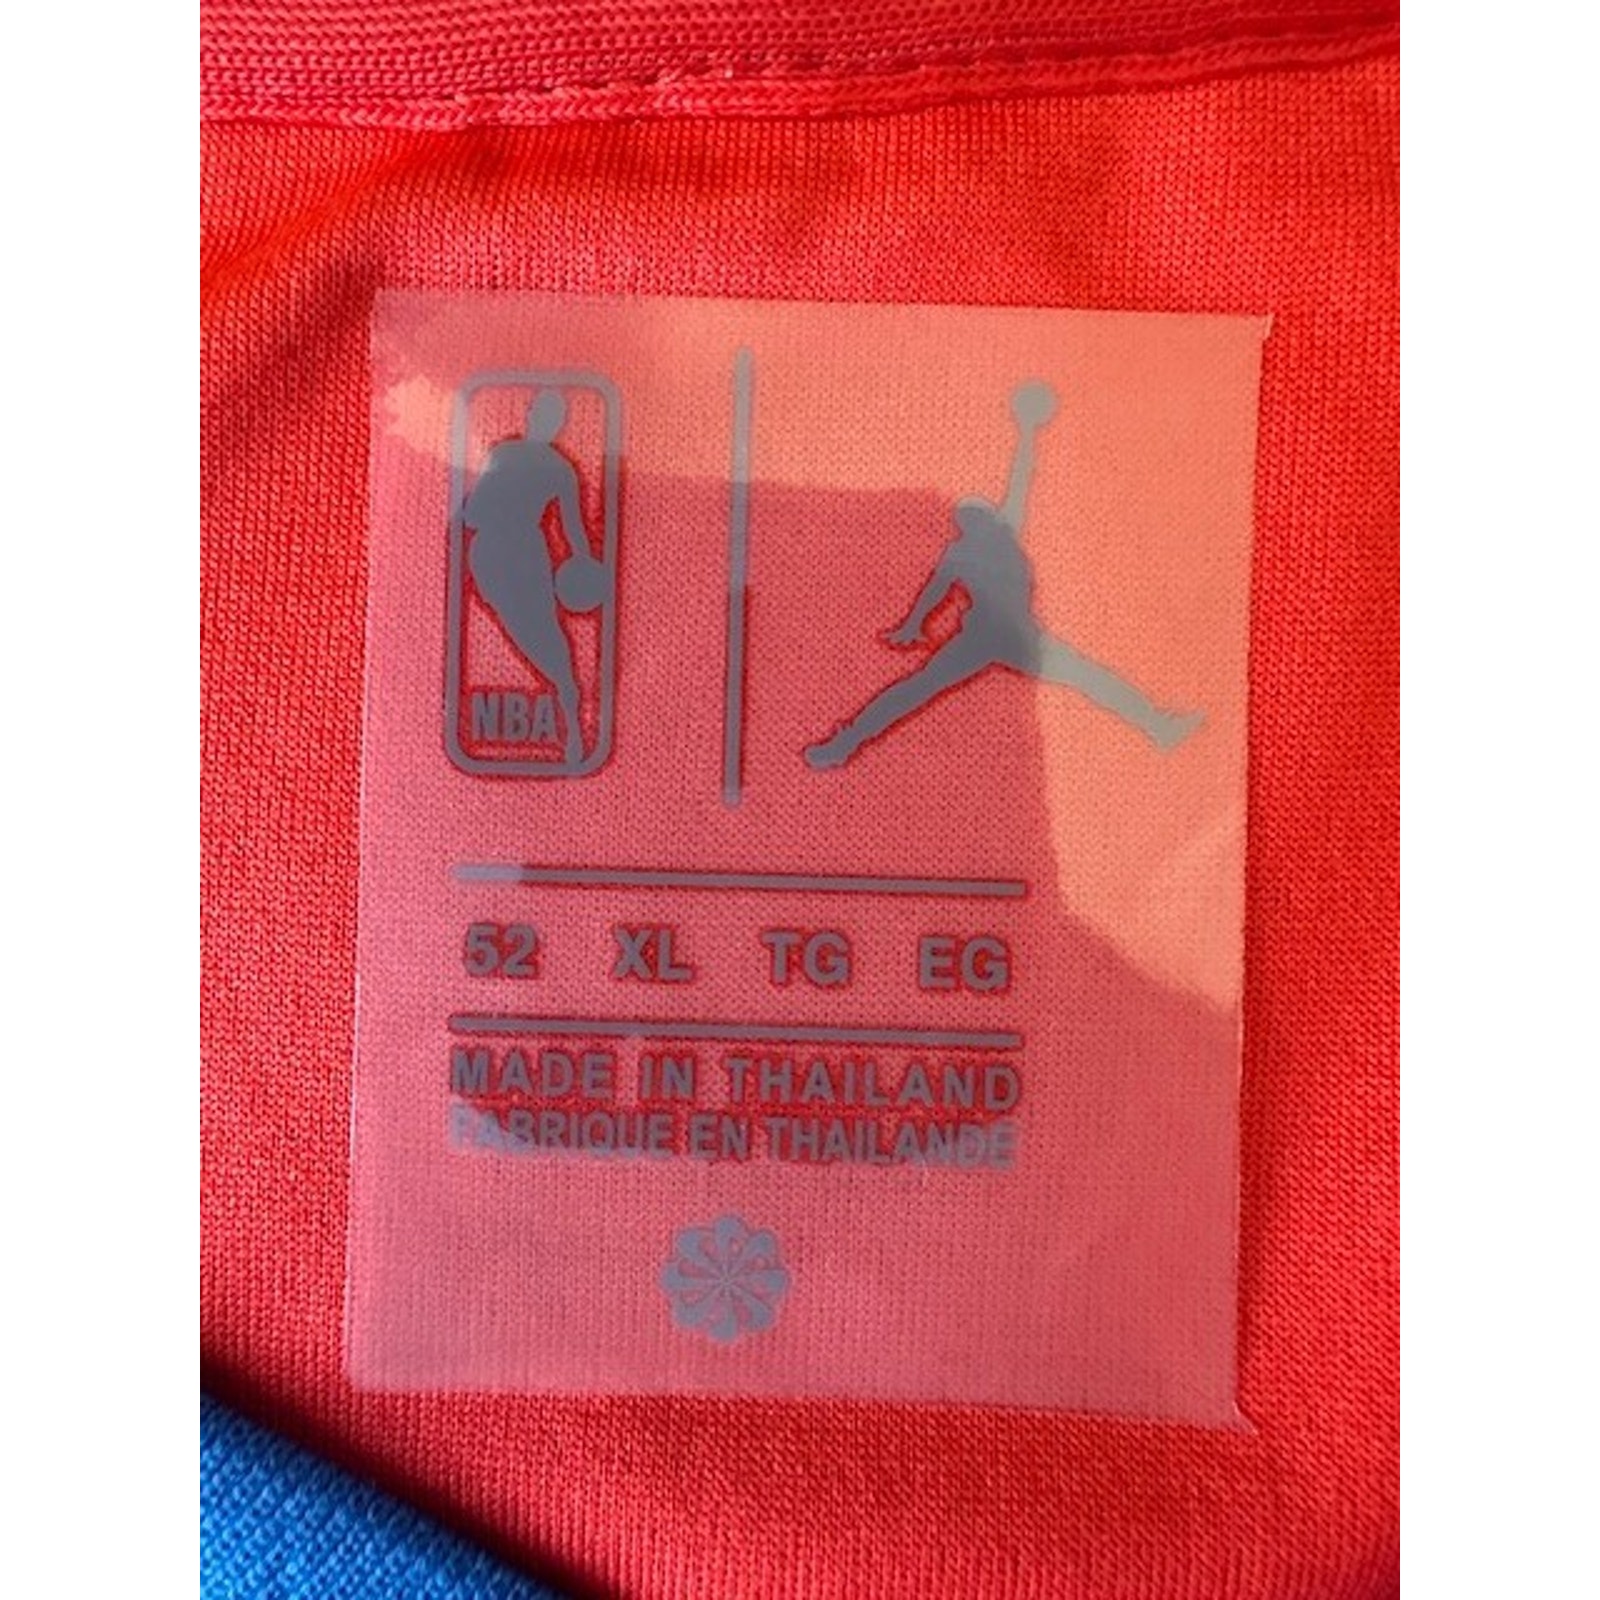 NBA
52 XL TG EG
MADE IN THAILAND
FABRIQUE EN THAILANDE